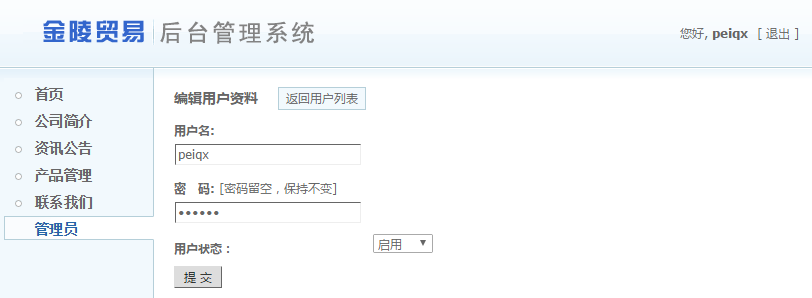 金陵贸易 后台管理系统
您好, peiqx [ 退出 ]
首页
公司简介
资讯公告
产品管理
联系我们
管理员
编辑用户资料 返回用户列表
用户名:
peiqx
密 码: [密码留空，保持不变]
••••••
用户状态： 启用
提 交